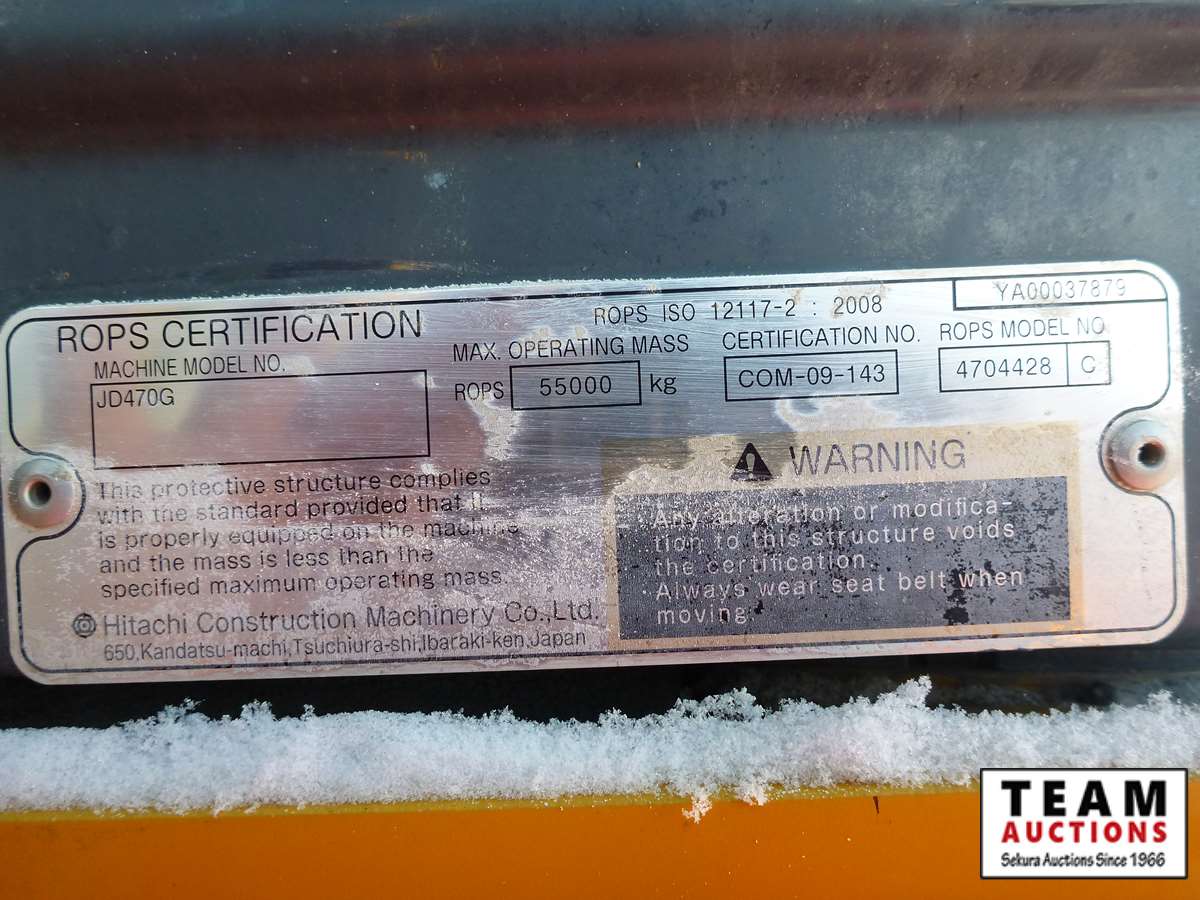 YA00037879
ROPS CERTIFICATION
ROPS ISO 12117-2 : 2008
MACHINE MODEL NO.
JD470G
MAX. OPERATING MASS
ROPS 55000 kg
CERTIFICATION NO.
COM-09-143
ROPS MODEL NO.
4704428 C
This protective structure complies
with the standard provided that it
is properly equipped on the machine
and the mass is less than the
specified maximum operating mass.
Hitachi Construction Machinery Co.,Ltd.
650,Kandatsu-machi,Tsuchiura-shi,Ibaraki-ken,Japan
WARNING
· Any alteration or modifica-
tion to this structure voids
the certification.
· Always wear seat belt when
moving.
TEAM
AUCTIONS
Sekura Auctions Since 1966